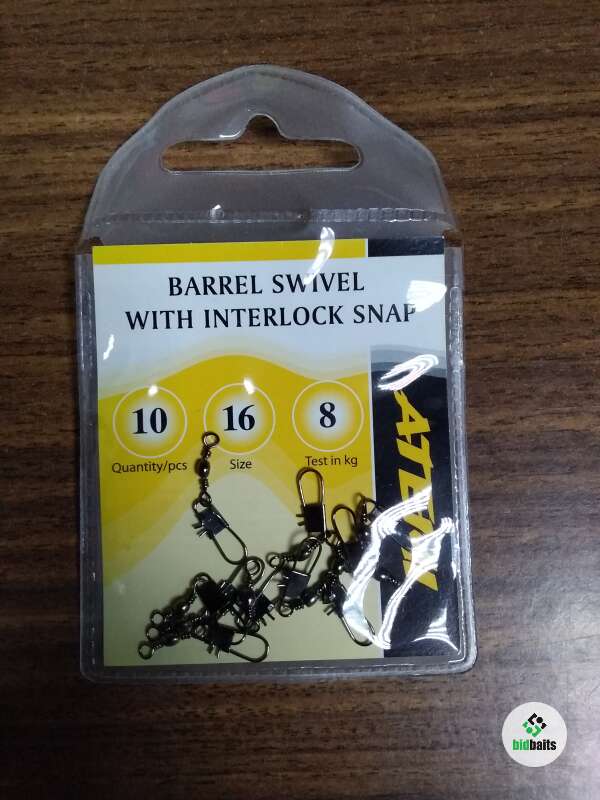 BARREL SWIVEL
WITH INTERLOCK SNAP
10
16
8
Quantity/pcs
Size
Test in kg
bidbaits